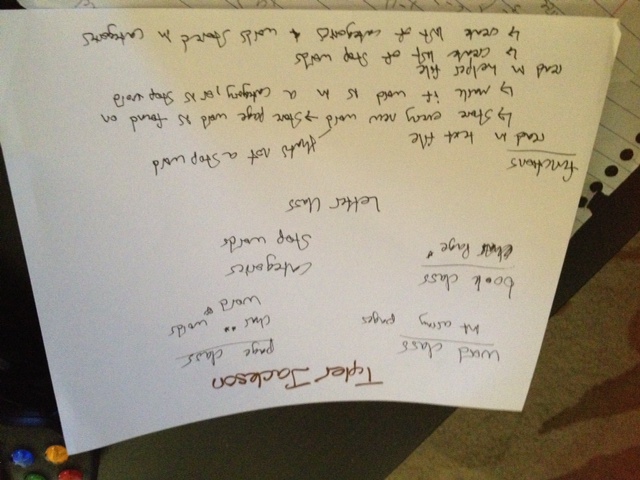 Tyler Jackson
word class
int array pages
page class
char ** words
word *
book class
Page *
categories
Stop words
Letter Class
functions
read in text file
that's not a stop word
↳ Store every new word → Store page word is found on
↳ mark if word is in a category, or is Stop word
read in helper file
↳ create list of Stop words
↳ create list of categories & words stored in categories